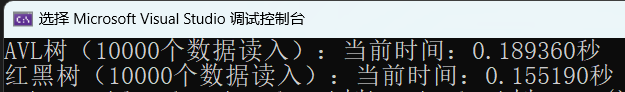 选择 Microsoft Visual Studio 调试控制台
AVL树（10000个数据读入）：当前时间：0.189360秒
红黑树（10000个数据读入）：当前时间：0.155190秒